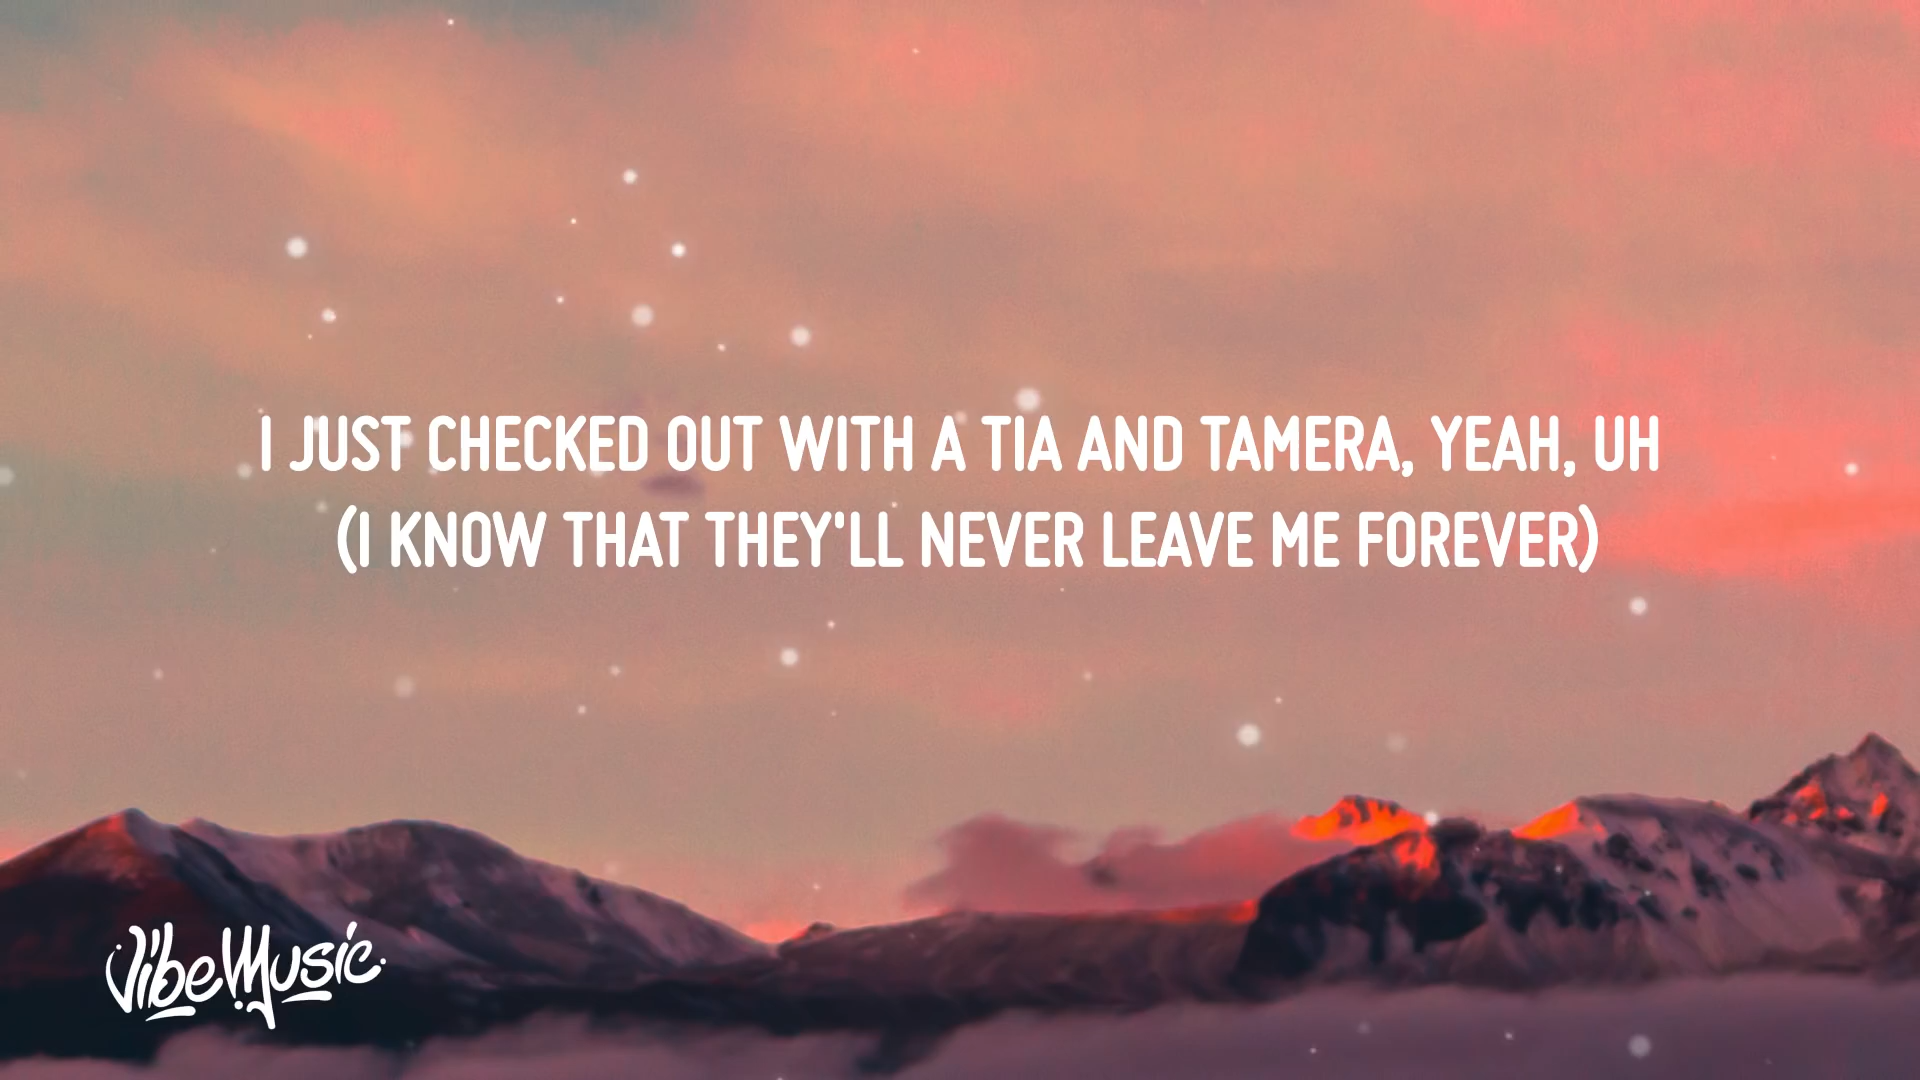 I JUST CHECKED OUT WITH A TIA AND TAMERA, YEAH, UH
(I KNOW THAT THEY'LL NEVER LEAVE ME FOREVER)
VibeMusic